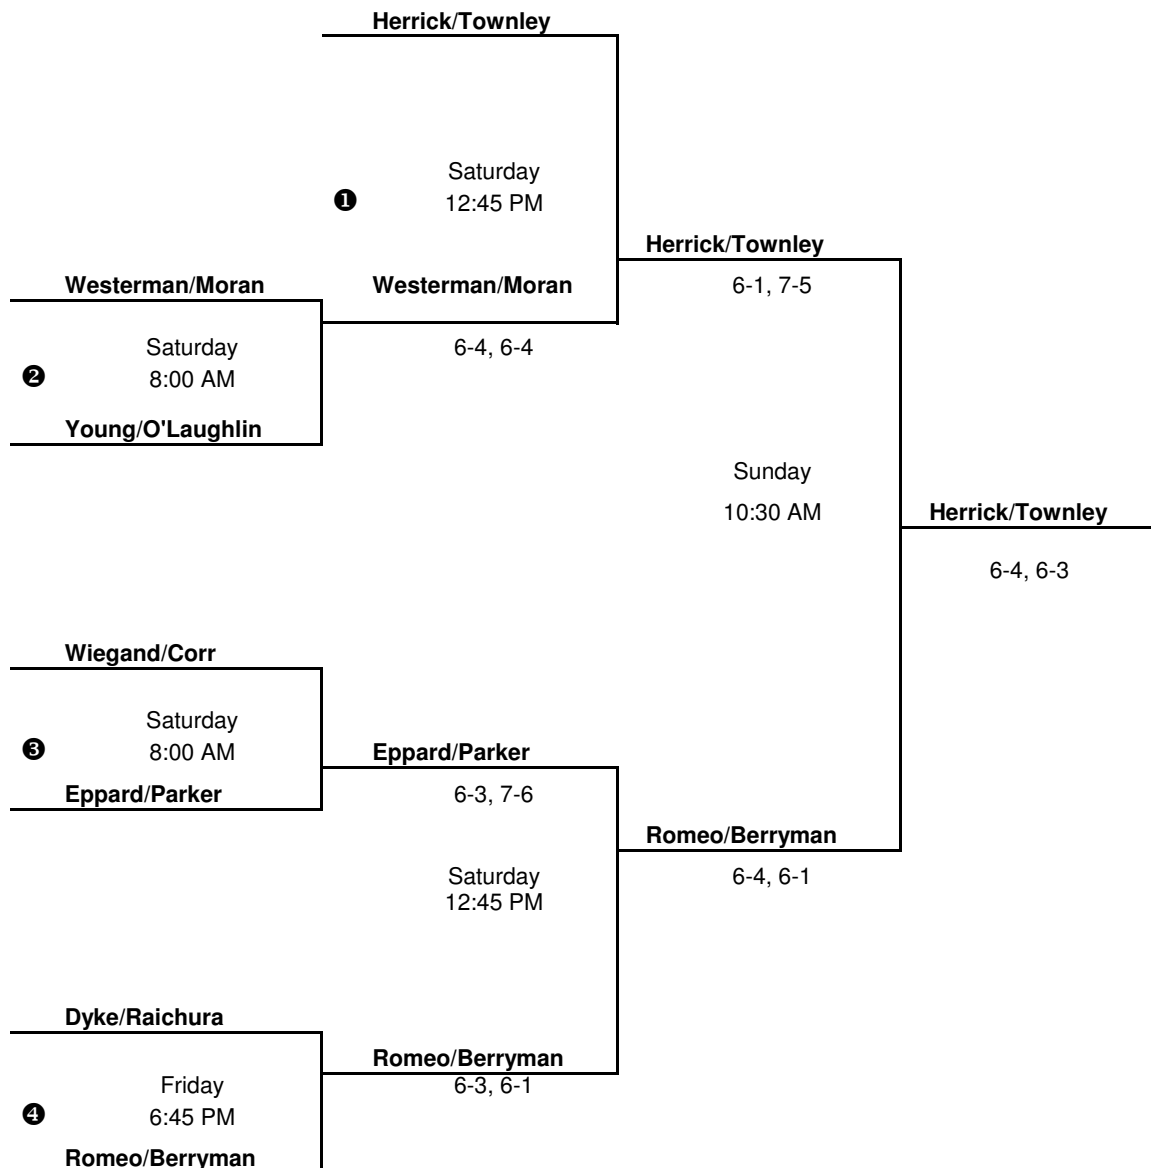 Herrick/Townley
Saturday
❶ 12:45 PM
Herrick/Townley
Westerman/Moran Westerman/Moran 6-1, 7-5
Saturday 6-4, 6-4
❷ 8:00 AM
Young/O'Laughlin
Sunday
10:30 AM Herrick/Townley
6-4, 6-3
Wiegand/Corr
Saturday
❸ 8:00 AM Eppard/Parker
Eppard/Parker 6-3, 7-6
Romeo/Berryman
Saturday 6-4, 6-1
12:45 PM
Dyke/Raichura
Romeo/Berryman
Friday 6-3, 6-1
❹ 6:45 PM
Romeo/Berryman